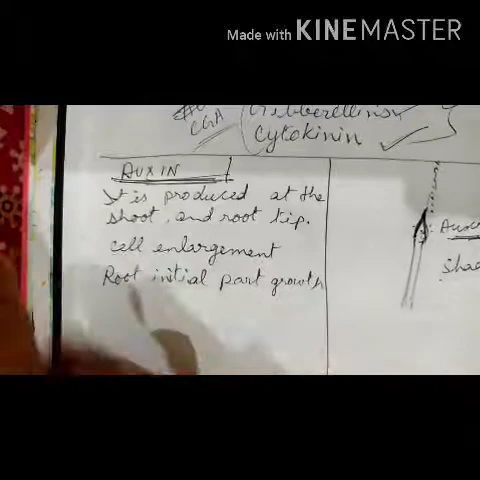 Made with KINEMASTER
Gibberellins
Cytokinin
AUXIN
It is produced at the
shoot, and root tip.
cell enlargement
Root initial part growth